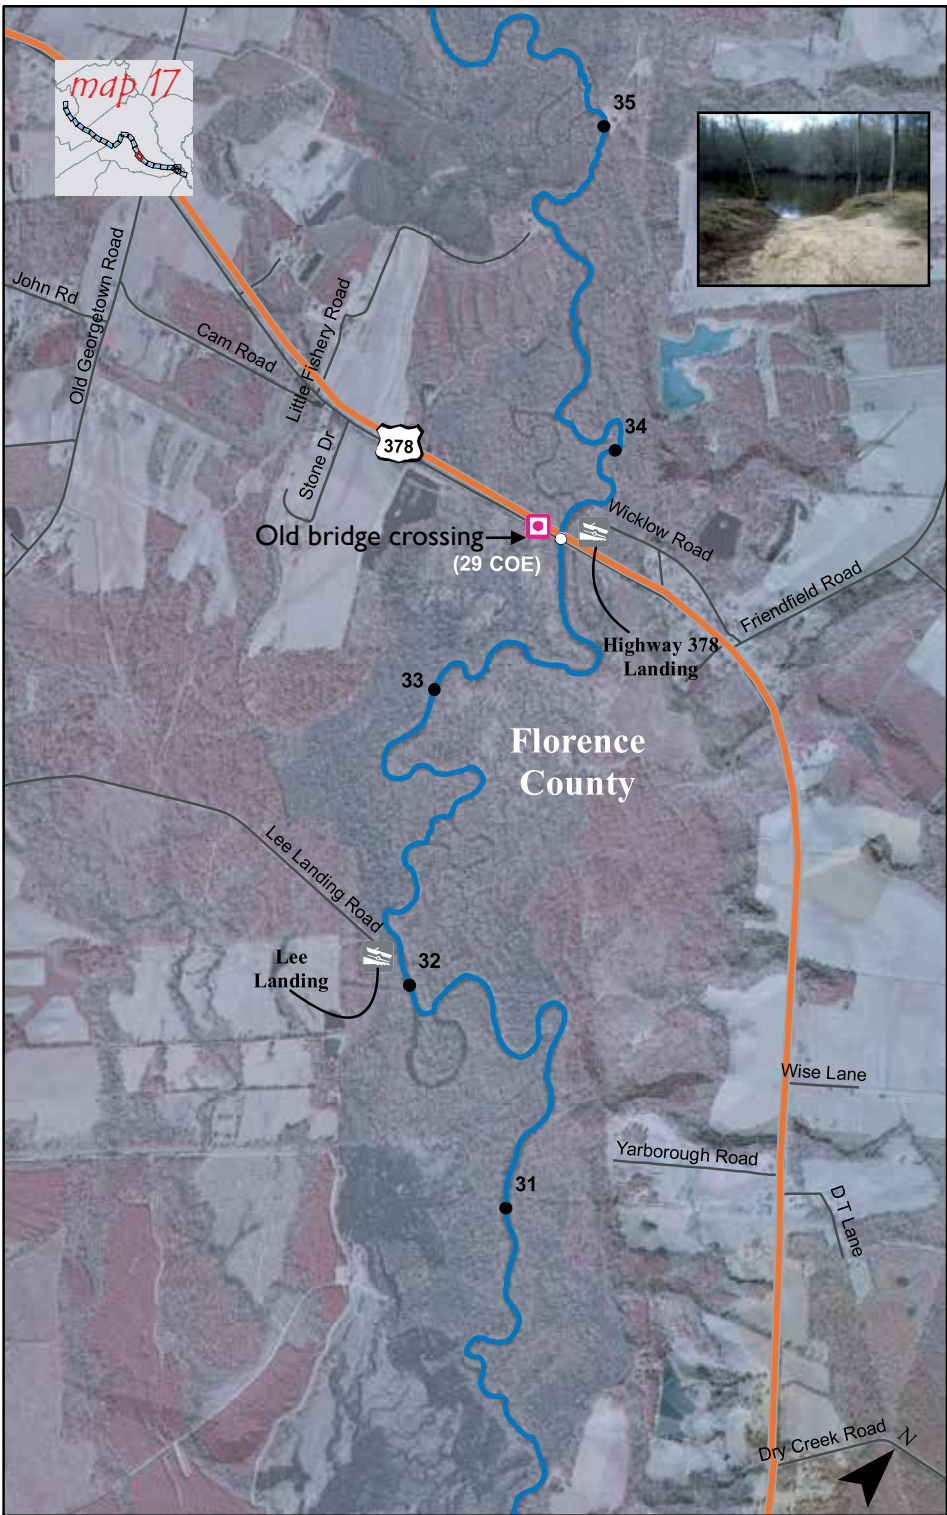 map 17
35
John Rd
Old Georgetown Road
Cam Road
Little Fishery Road
Stone Dr
378
34
Wicklow Road
Old bridge crossing
(29 COE)
Friendfield Road
Highway 378
Landing
33
Florence
County
Lee Landing Road
Lee
Landing
32
Wise Lane
Yarborough Road
31
D T Lane
Dry Creek Road
N